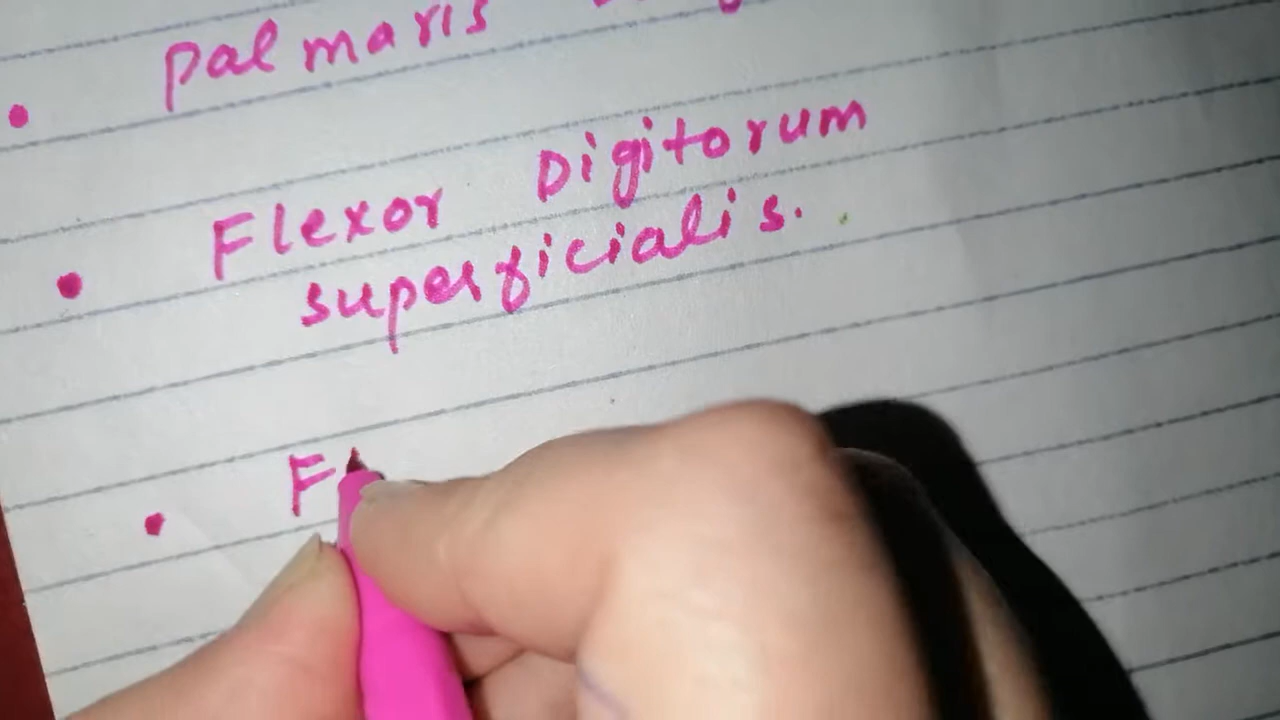 • palmaris
• Flexor Digitorum
superficialis.
• F